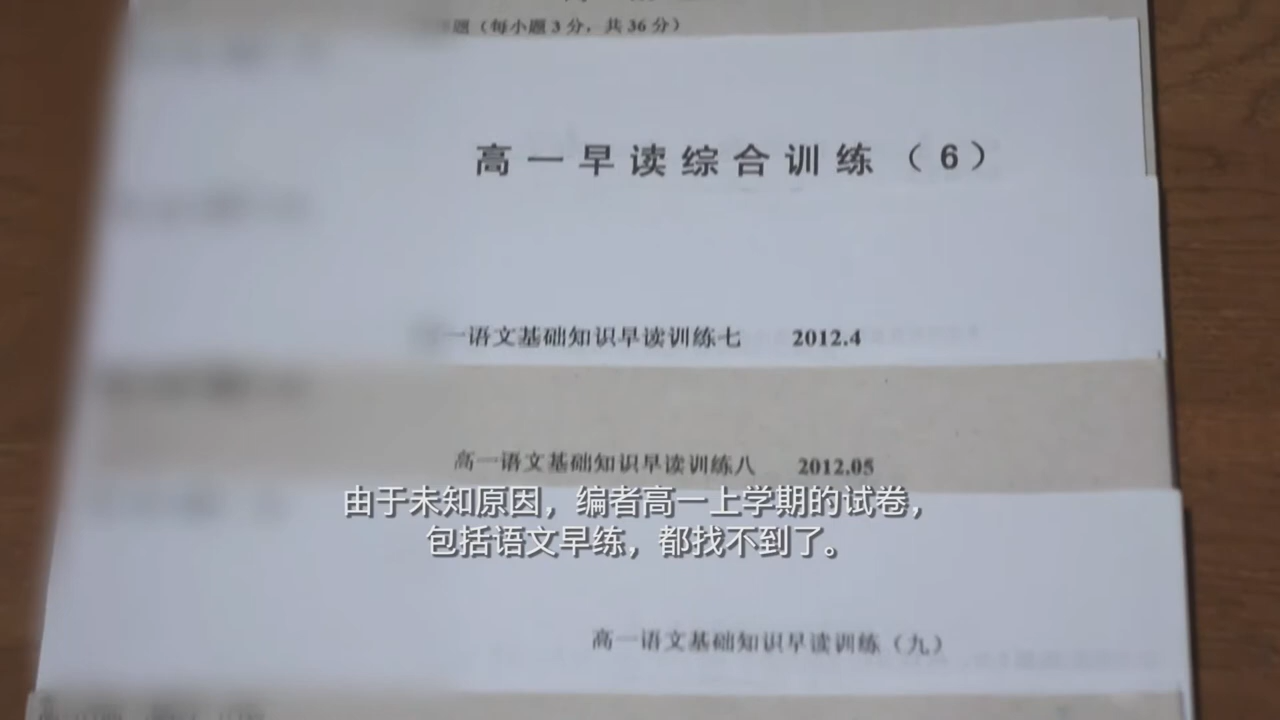 题（每小题3分，共36分）
高一早读综合训练（6）
一语文基础知识早读训练七 2012.4
高一语文基础知识早读训练八 2012.05
由于未知原因，编者高一上学期的试卷，
包括语文早练，都找不到了。
高一语文基础知识早读训练（九）